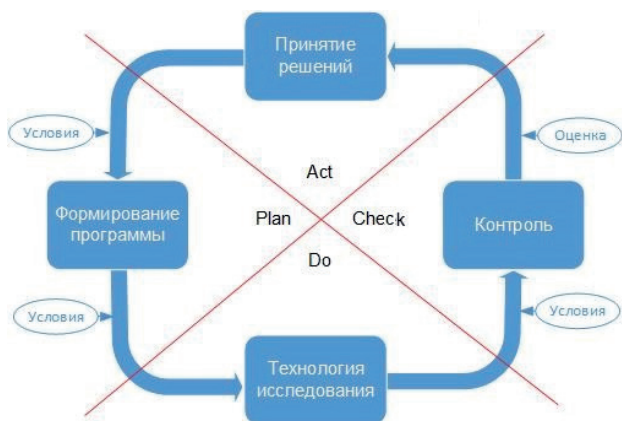 Принятие
решений
Условия
Оценка
Act
Формирование
программы
Plan
Check
Контроль
Do
Условия
Условия
Технология
исследования